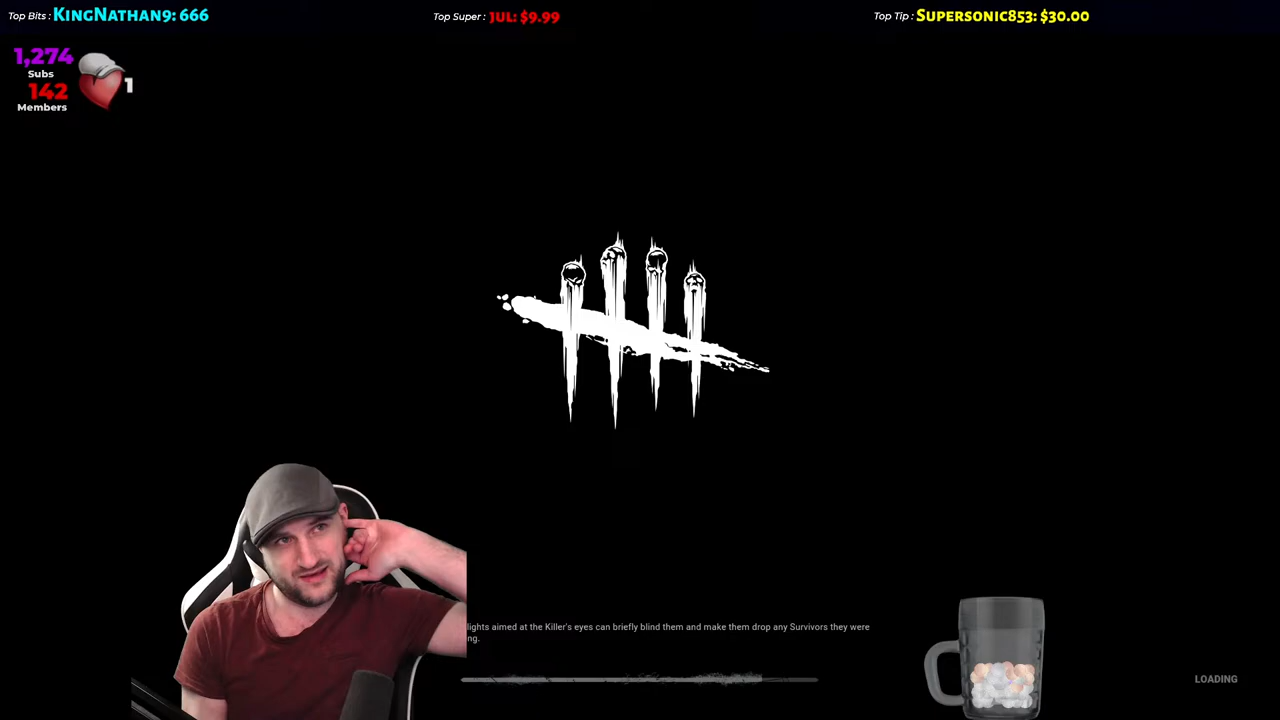 Top Bits : KingNathan9: 666
Top Super : JUL: $9.99
Top Tip : Supersonic853: $30.00
1,274
Subs
1
142
Members
lights aimed at the Killer's eyes can briefly blind them and make them drop any Survivors they were
ng.
LOADING